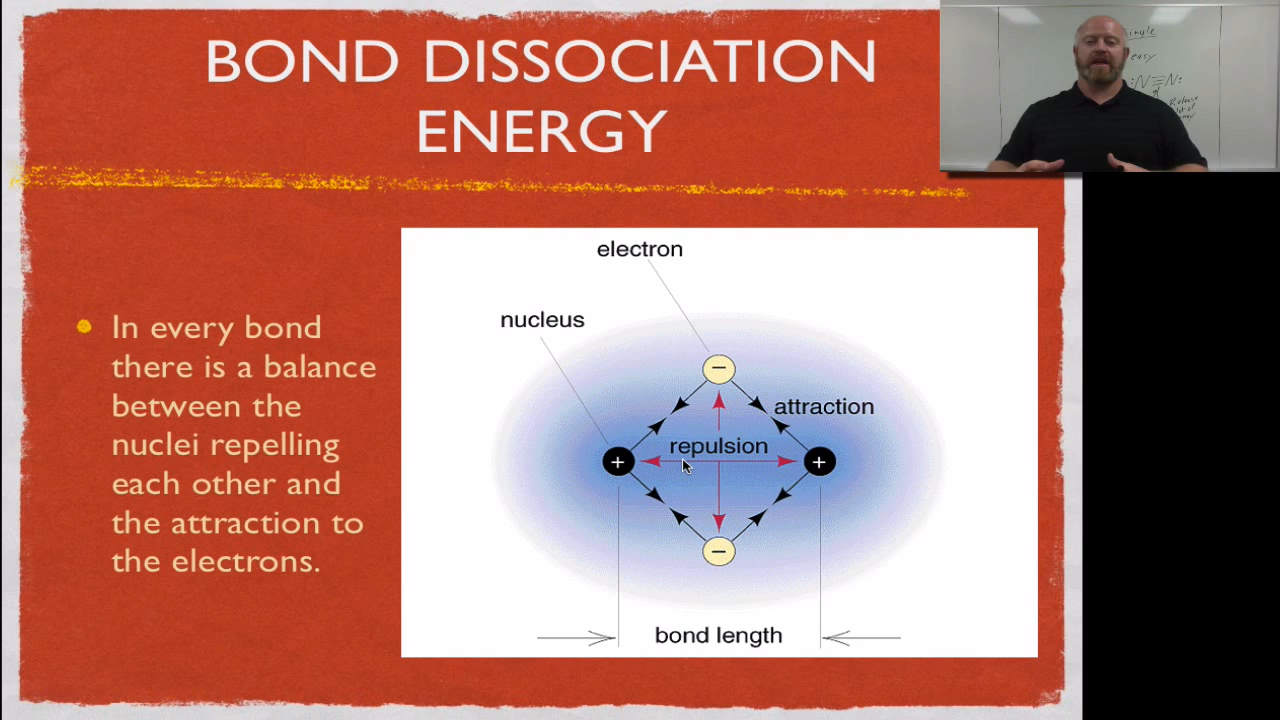 BOND DISSOCIATION
ENERGY
In every bond
there is a balance
between the
nuclei repelling
each other and
the attraction to
the electrons.
electron
nucleus
−
attraction
repulsion
+
+
−
bond length
easy
:N≡N: